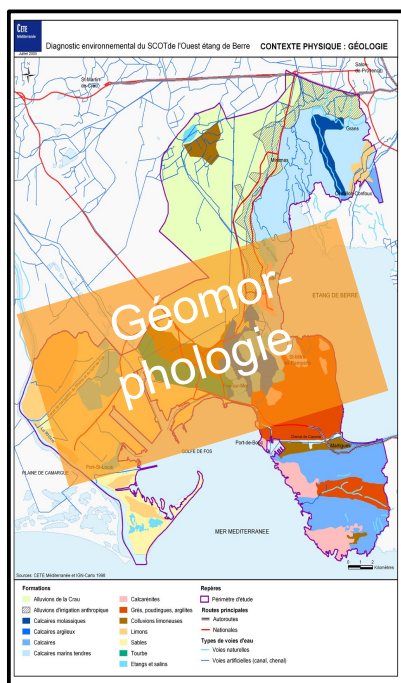 CETE
Méditerranée
juillet 2005
Diagnostic environnemental du SCOT de l'Ouest étang de Berre CONTEXTE PHYSIQUE : GÉOLOGIE
Salon
de Provence
St-Martin
de-Crau
Grans
Miramas
ETANG DE BERRE
Géomor-
phologie
Port-de-Bouc
Martigues
Port-St-Louis
GOLFE DE FOS
PLAINE DE CAMARGUE
MER MEDITERRANEE
0 1 2
Kilomètres
Sources : CETE Méditerranée et IGN-Carto 1998
Formations
Alluvions de la Crau
Alluvions d'irrigation anthropique
Calcaires molassiques
Calcaires argileux
Calcaires
Calcaires marins tendres
Calcarénites
Grès, poudingues, argilites
Colluvions limoneuses
Limons
Sables
Tourbe
Etangs et salins
Repères
Périmètre d'étude
Routes principales
Autoroutes
Nationales
Types de voies d'eau
Voies naturelles
Voies artificielles (canal, chenal)